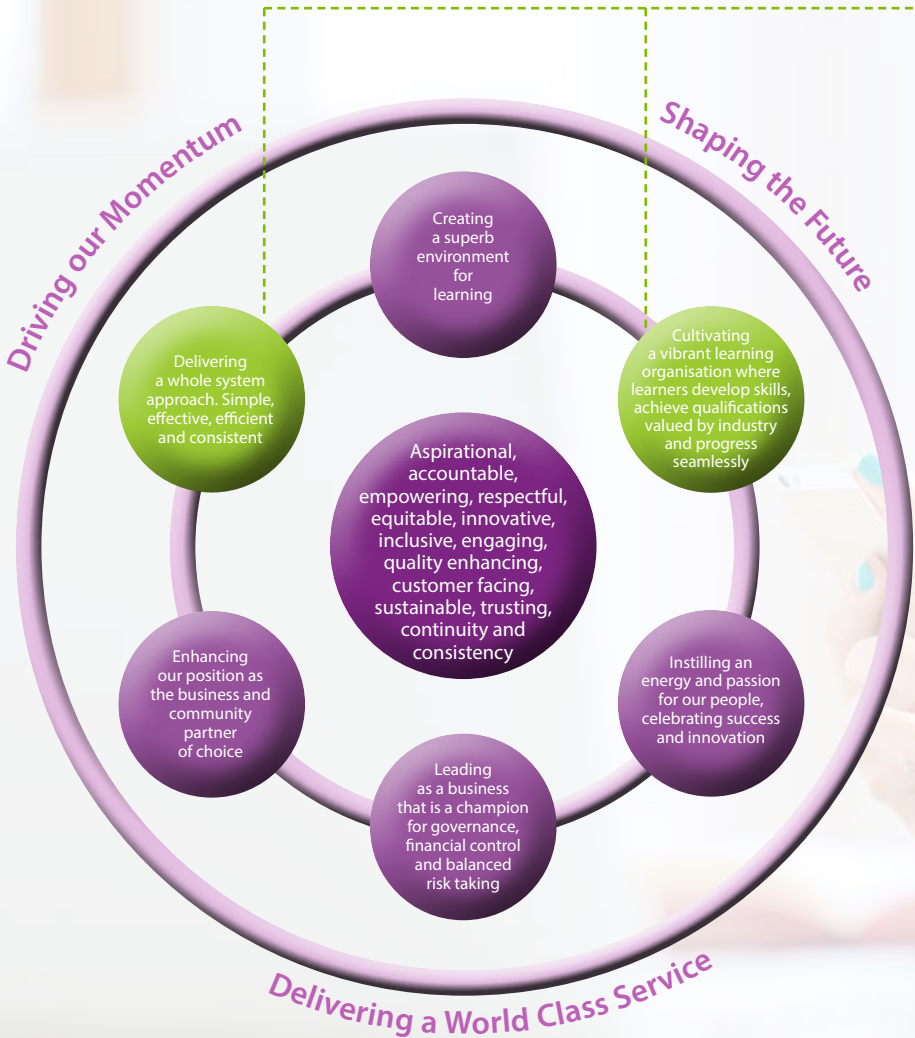 Driving our Momentum
Shaping the Future
Creating
a superb
environment
for
learning
Delivering
a whole system
approach. Simple,
effective, efficient
and consistent
Cultivating
a vibrant learning
organisation where
learners develop skills,
achieve qualifications
valued by industry
and progress
seamlessly
Aspirational,
accountable,
empowering, respectful,
equitable, innovative,
inclusive, engaging,
quality enhancing,
customer facing,
sustainable, trusting,
continuity and
consistency
Enhancing
our position as
the business and
community
partner
of choice
Instilling an
energy and passion
for our people,
celebrating success
and innovation
Leading
as a business
that is a champion
for governance,
financial control
and balanced
risk taking
Delivering a World Class Service